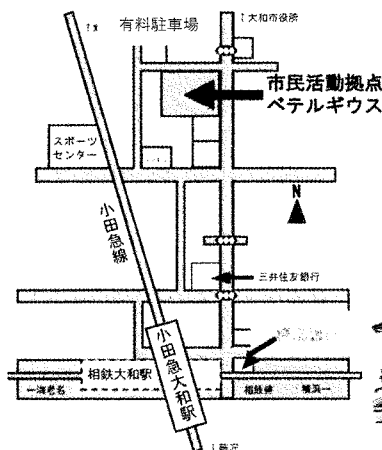 有料駐車場
↑大和市役所
市民活動拠点
ベテルギウス
スポーツ
センター
N
小田急線
三井住友銀行
小田急大和駅
相鉄大和駅
←海老名
相鉄線
横浜→
↓藤沢